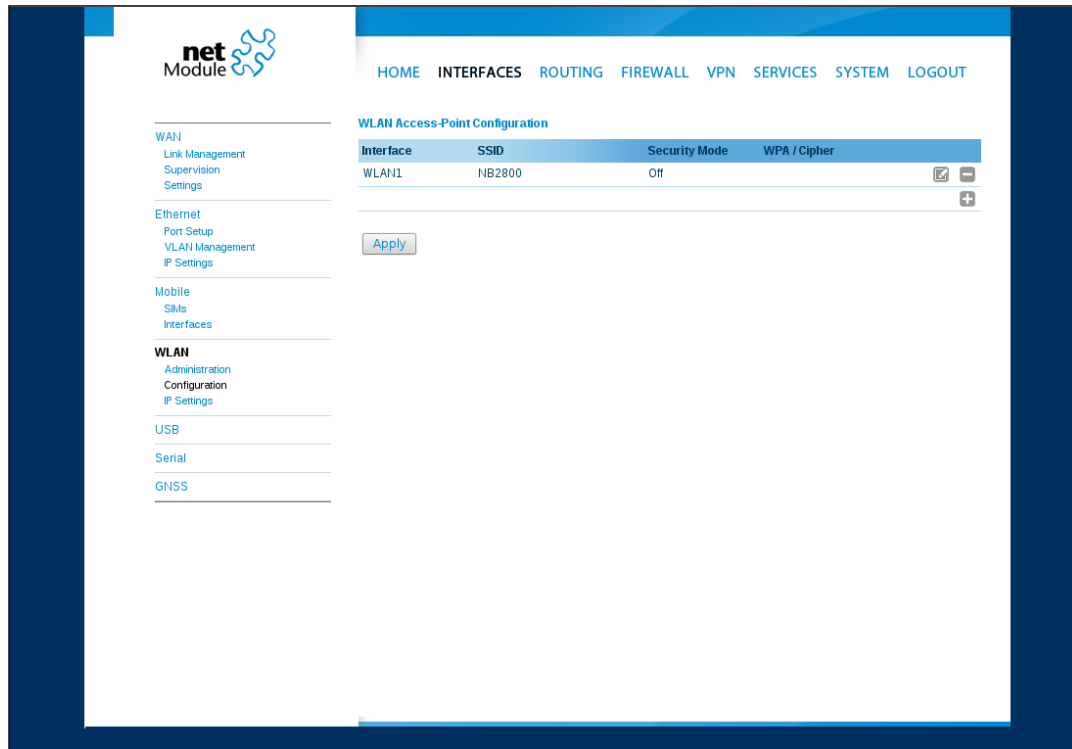 net
Module
HOME INTERFACES ROUTING FIREWALL VPN SERVICES SYSTEM LOGOUT
WAN
Link Management
Supervision
Settings
Ethernet
Port Setup
VLAN Management
IP Settings
Mobile
SIMs
Interfaces
WLAN
Administration
Configuration
IP Settings
USB
Serial
GNSS
WLAN Access-Point Configuration
Interface SSID Security Mode WPA / Cipher
WLAN1 NB2800 Off
Apply